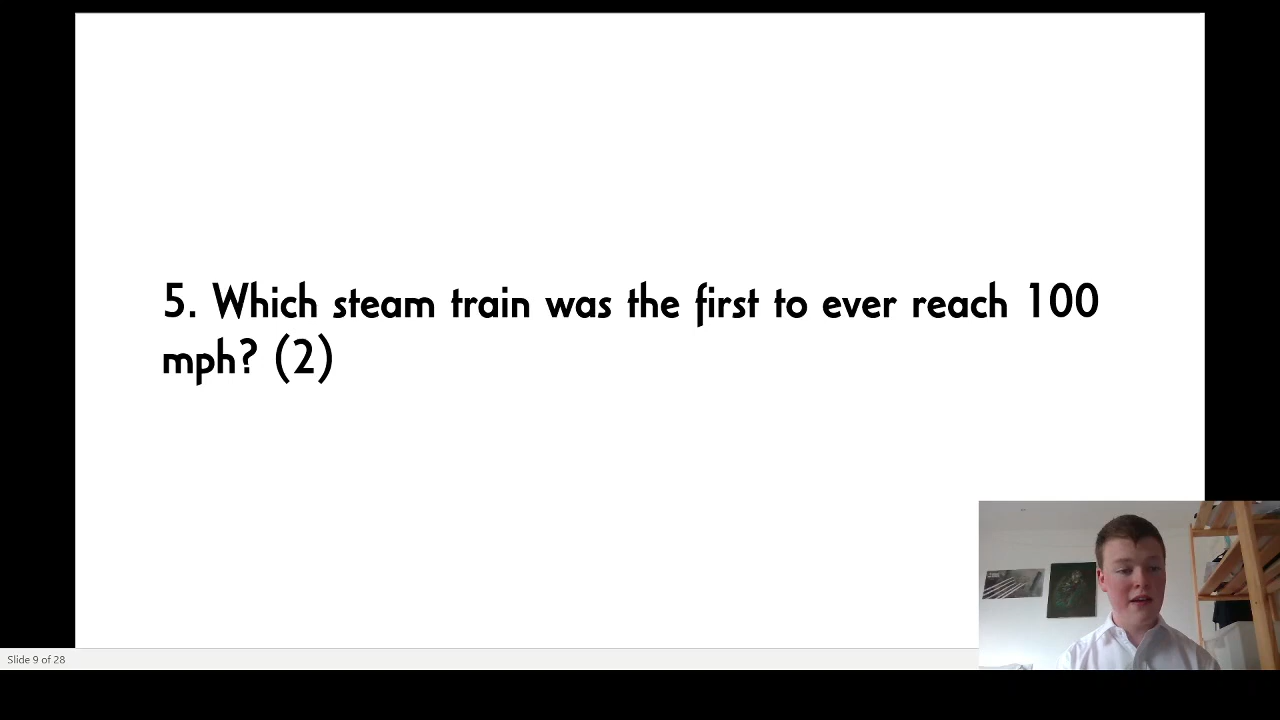 5. Which steam train was the first to ever reach 100
mph? (2)
Slide 9 of 28